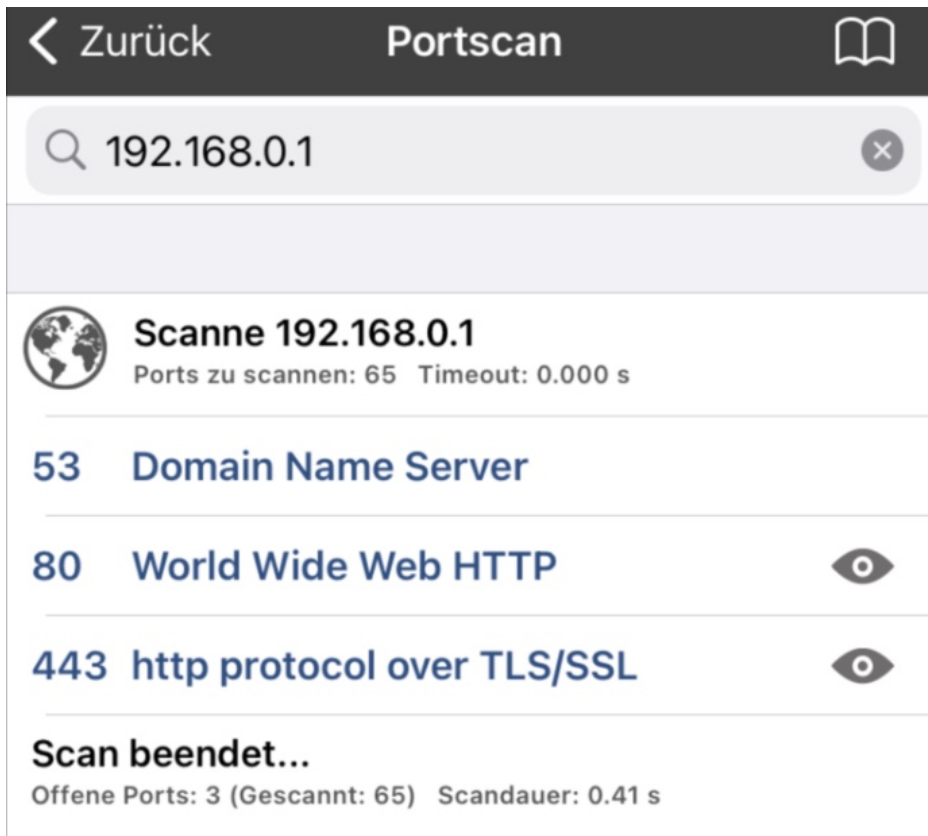 Zurück Portscan
192.168.0.1
Scanne 192.168.0.1
Ports zu scannen: 65 Timeout: 0.000 s
53 Domain Name Server
80 World Wide Web HTTP
443 http protocol over TLS/SSL
Scan beendet...
Offene Ports: 3 (Gescannt: 65) Scandauer: 0.41 s